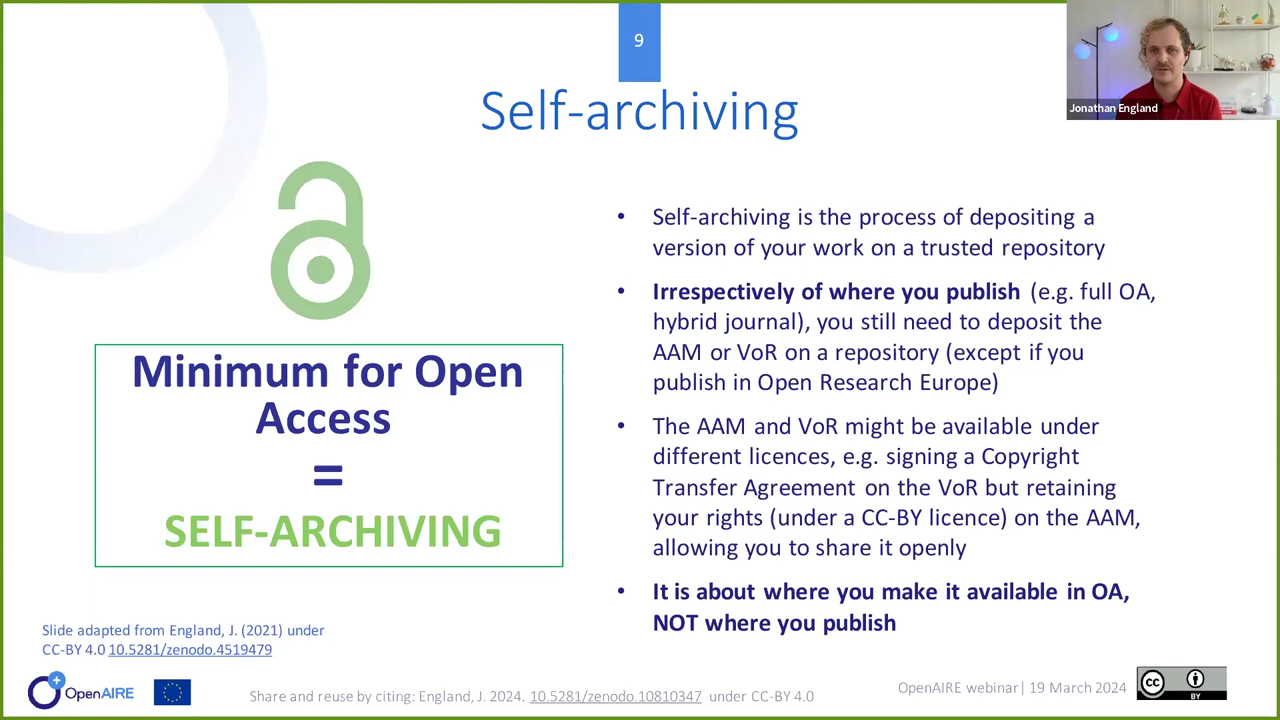 9
Jonathan England
Self-archiving
Minimum for Open
Access
=
SELF-ARCHIVING
• Self-archiving is the process of depositing a
version of your work on a trusted repository
• Irrespectively of where you publish (e.g. full OA,
hybrid journal), you still need to deposit the
AAM or VoR on a repository (except if you
publish in Open Research Europe)
• The AAM and VoR might be available under
different licences, e.g. signing a Copyright
Transfer Agreement on the VoR but retaining
your rights (under a CC-BY licence) on the AAM,
allowing you to share it openly
• It is about where you make it available in OA,
NOT where you publish
Slide adapted from England, J. (2021) under
CC-BY 4.0 10.5281/zenodo.4519479
OpenAIRE
Share and reuse by citing: England, J. 2024. 10.5281/zenodo.10810347 under CC-BY 4.0
OpenAIRE webinar| 19 March 2024
cc
BY